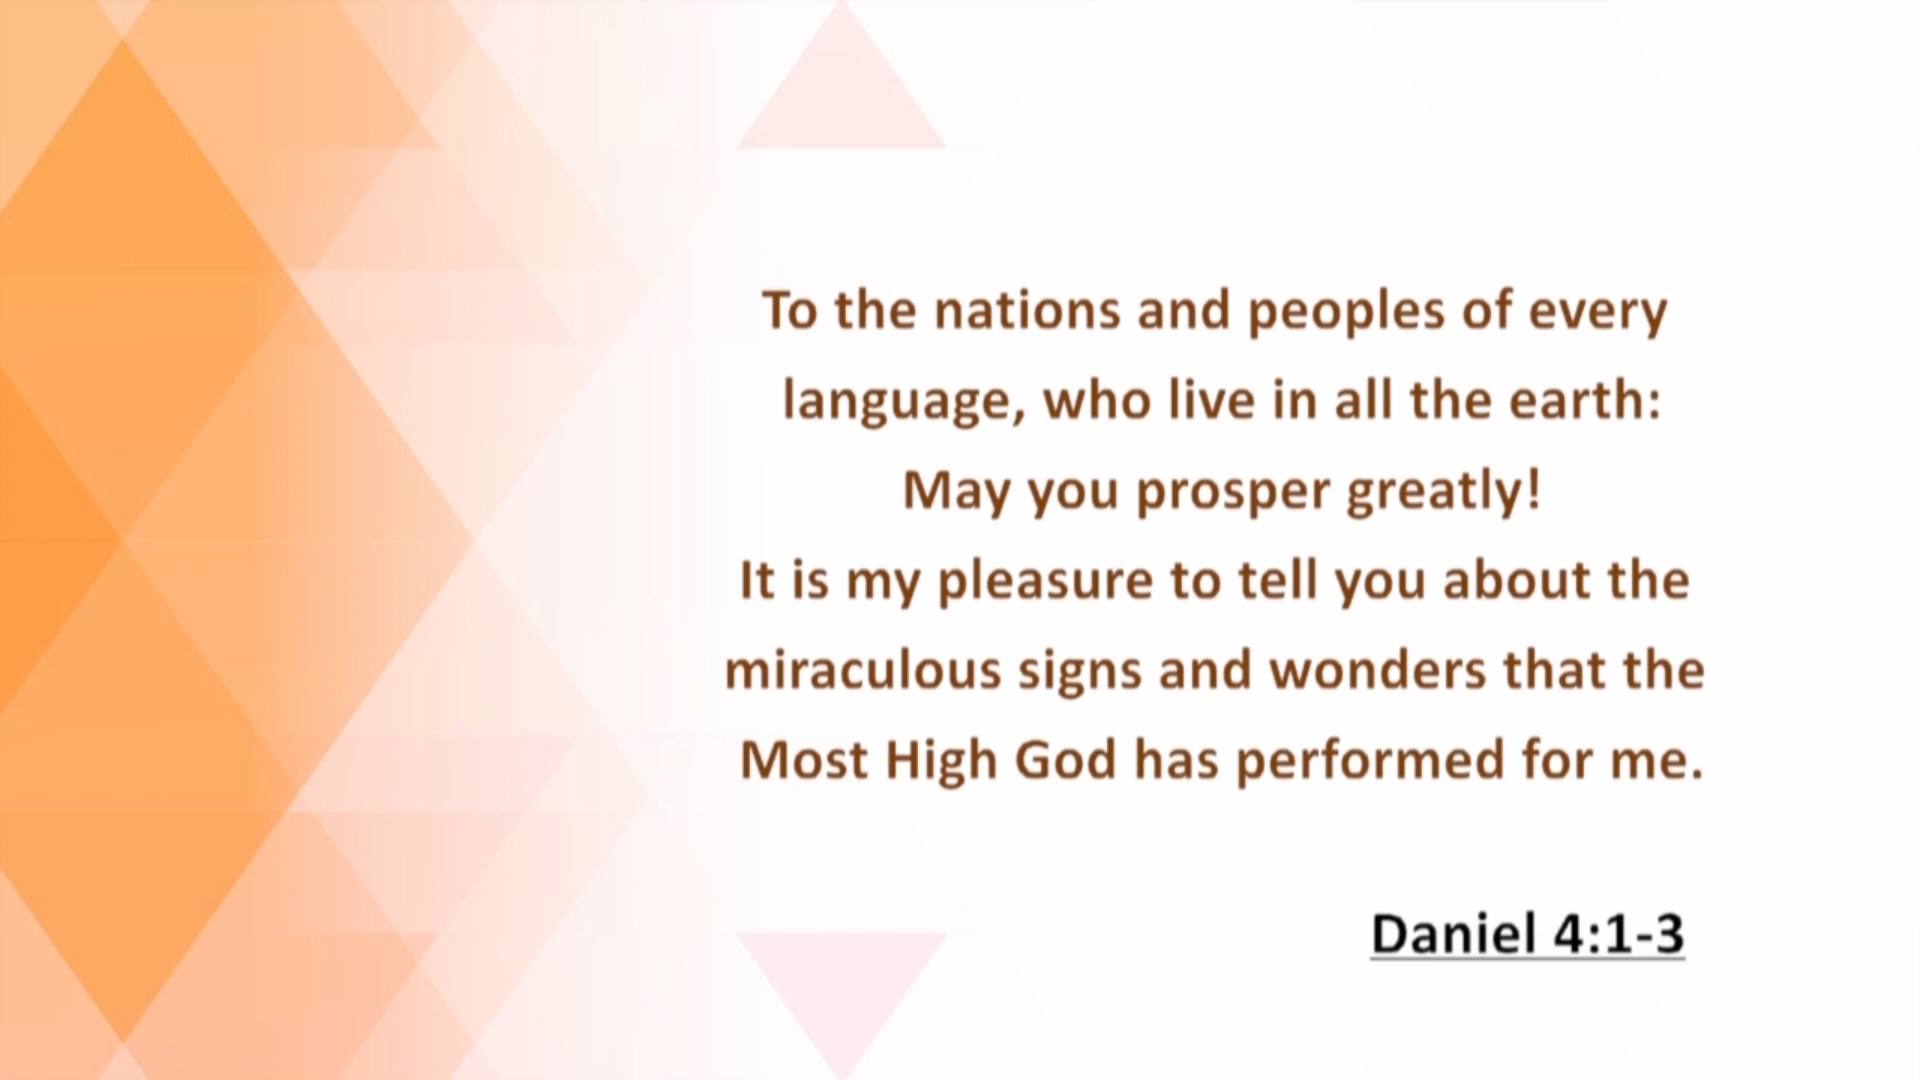 To the nations and peoples of every
language, who live in all the earth:
May you prosper greatly!
It is my pleasure to tell you about the
miraculous signs and wonders that the
Most High God has performed for me.
Daniel 4:1-3